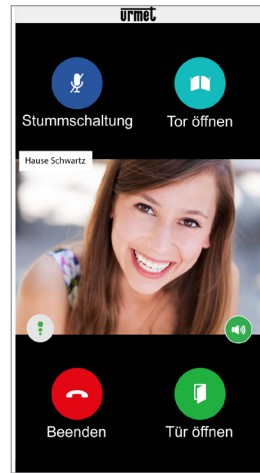 urmet
Stummschaltung
Tor öffnen
Hause Schwartz
Beenden
Tür öffnen